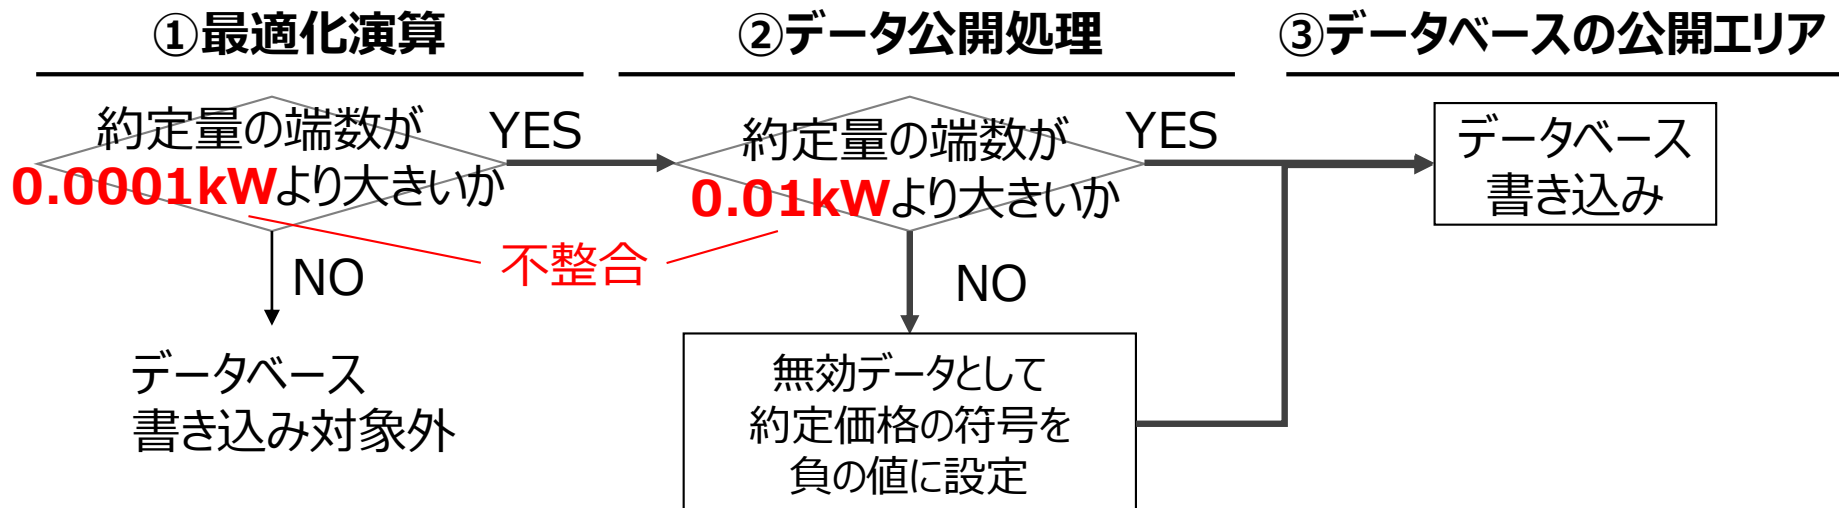 ①最適化演算
②データ公開処理
③データベースの公開エリア
約定量の端数が
0.0001kWより大きいか
YES
約定量の端数が
0.01kWより大きいか
YES
データベース
書き込み
不整合
NO
NO
データベース
書き込み対象外
無効データとして
約定価格の符号を
負の値に設定